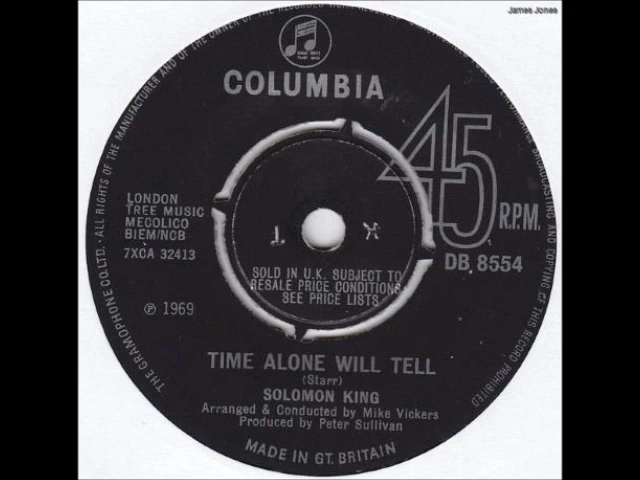 James Jones
ALL RIGHTS OF THE MANUFACTURER AND OF THE OWNER OF THE RECORDED WORK
BROADCASTING AND COPYING OF THIS RECORD PROHIBITED
COLUMBIA
45
R.P.M.
LONDON
TREE MUSIC
MECOLICO
BIEM/NCB
7XCA 32413
DB 8554
SOLD IN U.K. SUBJECT TO
RESALE PRICE CONDITIONS
SEE PRICE LISTS
℗ 1969
TIME ALONE WILL TELL
(Starr)
SOLOMON KING
Arranged & Conducted by Mike Vickers
Produced by Peter Sullivan
THE GRAMOPHONE CO. LTD.
MADE IN GT. BRITAIN